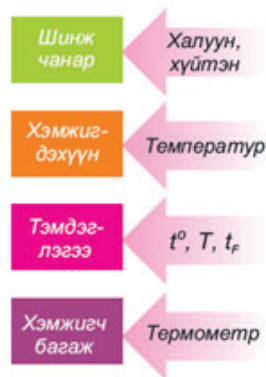 Шинж
чанар
Халуун,
хүйтэн
Хэмжиг-
дэхүүн
Температур
Тэмдэг-
лэгээ
t°, T, tF
Хэмжигч
багаж
Термометр